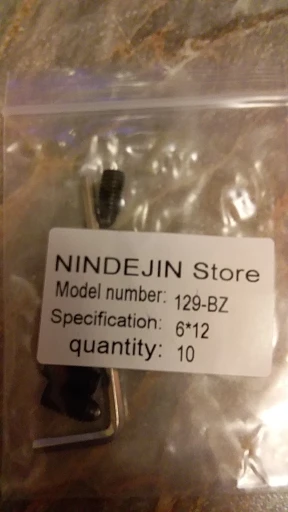 NINDEJIN Store
Model number: 129-BZ
Specification: 6*12
quantity: 10